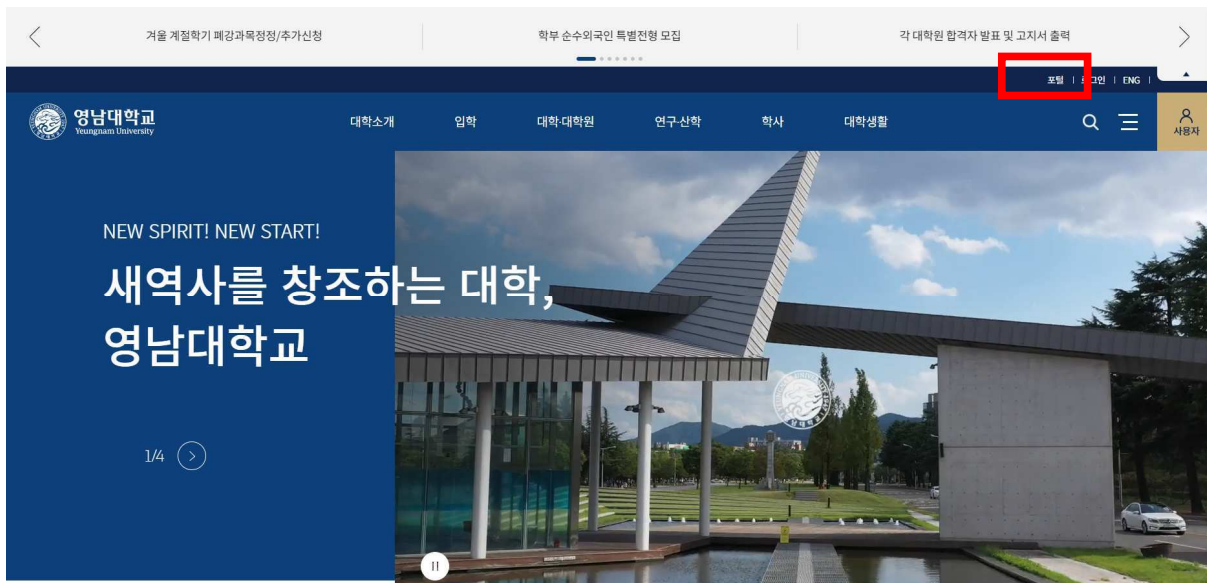 겨울 계절학기 폐강과목정정/추가신청
학부 순수외국인 특별전형 모집
각 대학원 합격자 발표 및 고지서 출력
포털 | 로그인 | ENG |
영남대학교
Yeungnam University
대학소개 입학 대학·대학원 연구·산학 학사 대학생활
사용자
NEW SPIRIT! NEW START!
새역사를 창조하는 대학,
영남대학교
1/4